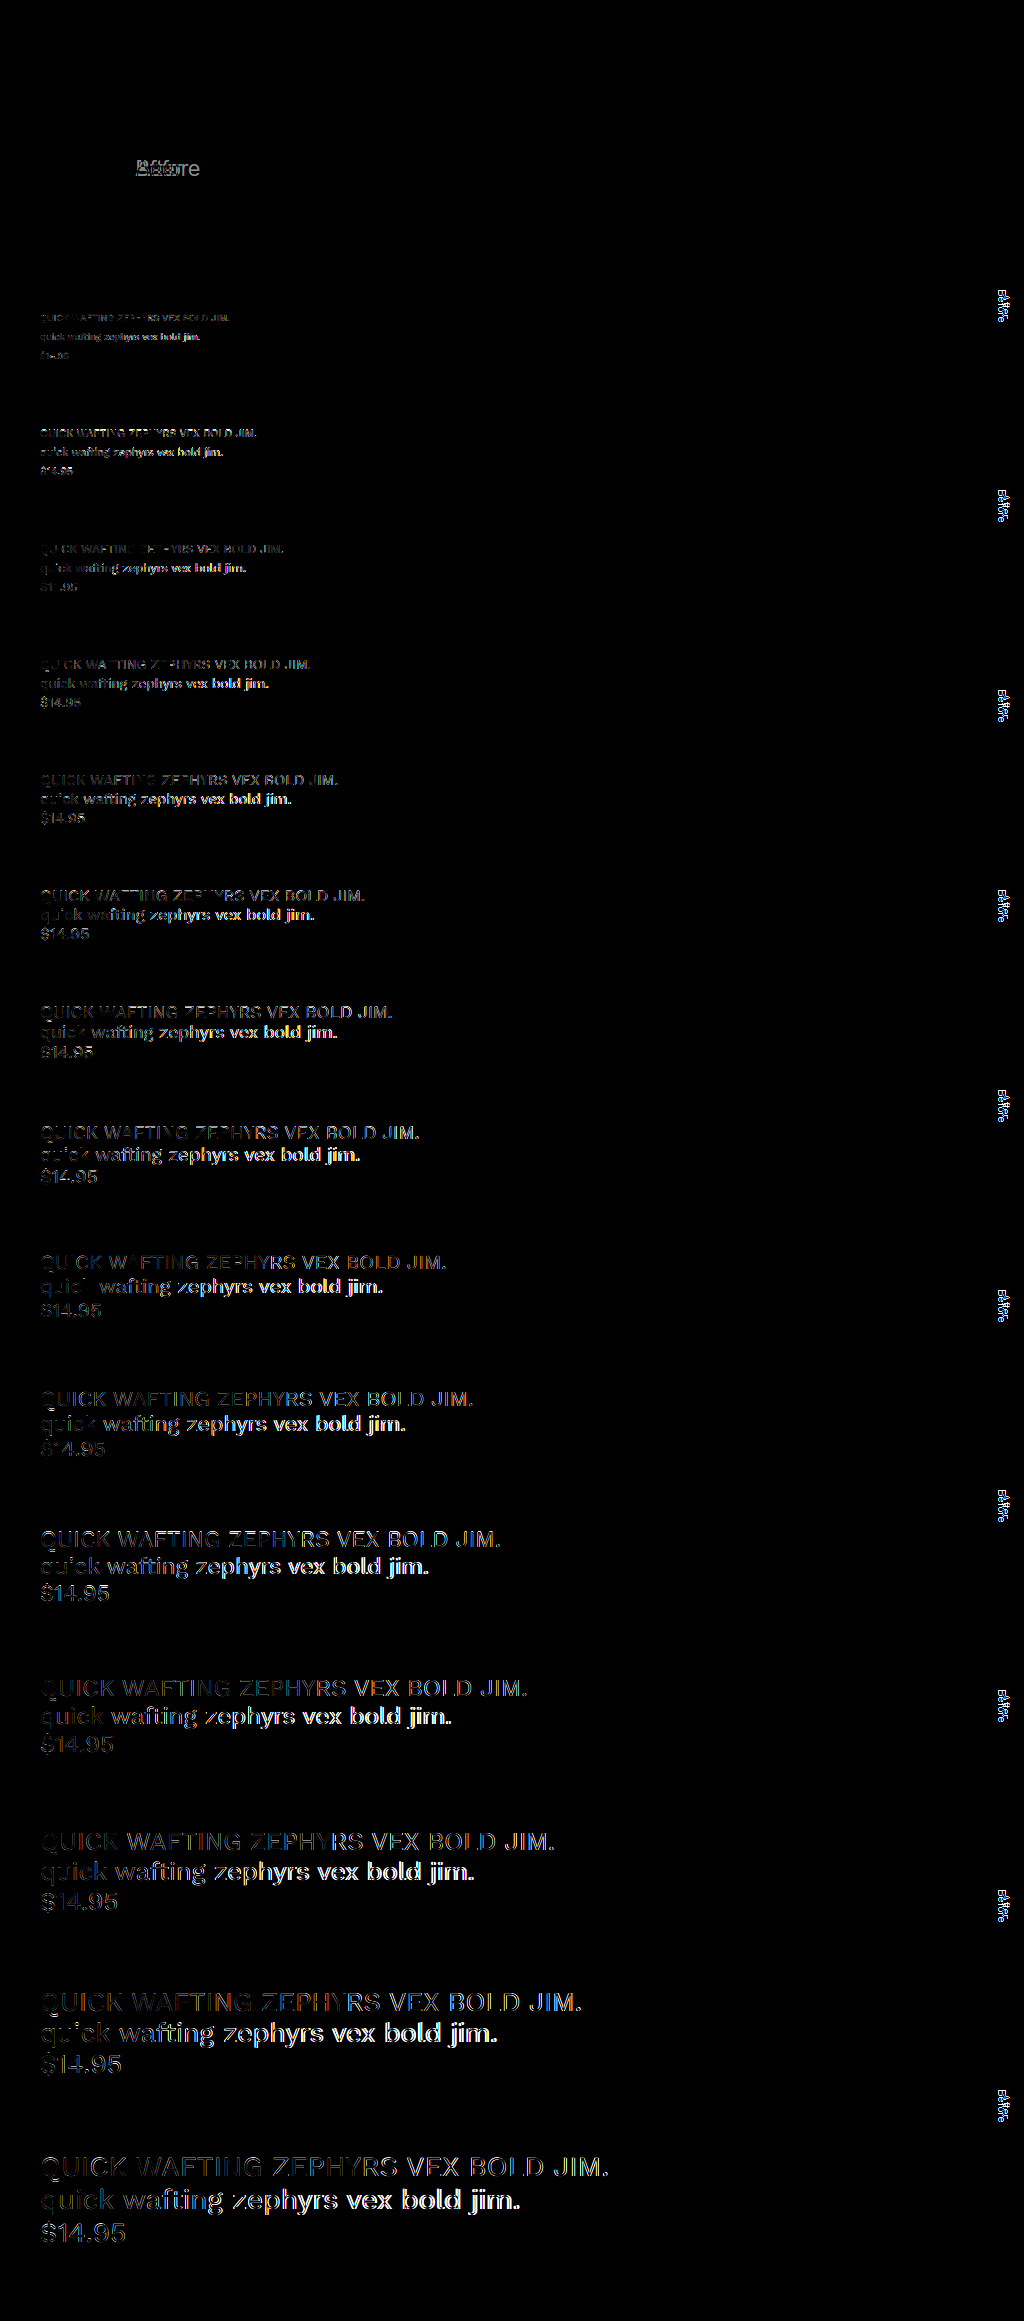 Before
After
Before
QUICK WAFTING ZEPHYRS VEX BOLD JIM.
quick wafting zephyrs vex bold jim.
$14.95
QUICK WAFTING ZEPHYRS VEX BOLD JIM.
quick wafting zephyrs vex bold jim.
$14.95
After
Before
QUICK WAFTING ZEPHYRS VEX BOLD JIM.
quick wafting zephyrs vex bold jim.
$14.95
QUICK WAFTING ZEPHYRS VEX BOLD JIM.
quick wafting zephyrs vex bold jim.
$14.95
After
Before
QUICK WAFTING ZEPHYRS VEX BOLD JIM.
quick wafting zephyrs vex bold jim.
$14.95
QUICK WAFTING ZEPHYRS VEX BOLD JIM.
quick wafting zephyrs vex bold jim.
$14.95
After
Before
QUICK WAFTING ZEPHYRS VEX BOLD JIM.
quick wafting zephyrs vex bold jim.
$14.95
After
Before
QUICK WAFTING ZEPHYRS VEX BOLD JIM.
quick wafting zephyrs vex bold jim.
$14.95
QUICK WAFTING ZEPHYRS VEX BOLD JIM.
quick wafting zephyrs vex bold jim.
$14.95
After
Before
QUICK WAFTING ZEPHYRS VEX BOLD JIM.
quick wafting zephyrs vex bold jim.
$14.95
After
Before
QUICK WAFTING ZEPHYRS VEX BOLD JIM.
quick wafting zephyrs vex bold jim.
$14.95
QUICK WAFTING ZEPHYRS VEX BOLD JIM.
quick wafting zephyrs vex bold jim.
$14.95
After
Before
QUICK WAFTING ZEPHYRS VEX BOLD JIM.
quick wafting zephyrs vex bold jim.
$14.95
After
Before
QUICK WAFTING ZEPHYRS VEX BOLD JIM.
quick wafting zephyrs vex bold jim.
$14.95
After
Before
QUICK WAFTING ZEPHYRS VEX BOLD JIM.
quick wafting zephyrs vex bold jim.
$14.95